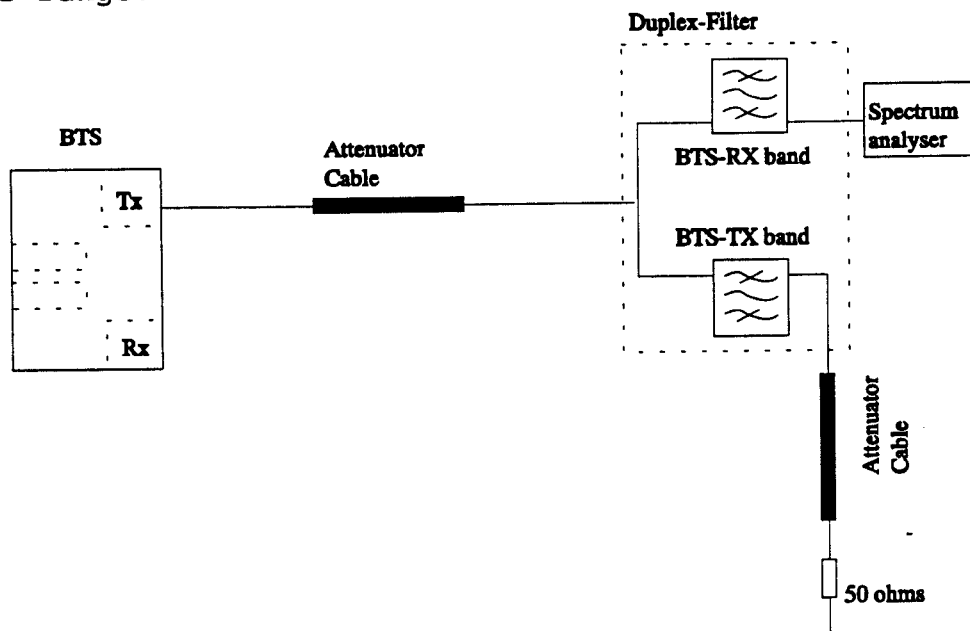 Duplex-Filter
BTS
Attenuator
Cable
Spectrum
analyser
BTS-RX band
Tx
BTS-TX band
Rx
Attenuator
Cable
50 ohms